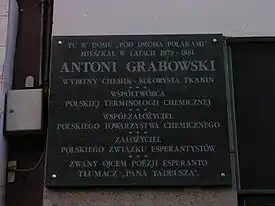 TU W DOMU „POD DWOMA POLAKAMI”
MIESZKAŁ W LATACH 1879 - 1881
ANTONI GRABOWSKI
WYBITNY CHEMIK - KOLORYSTA TKANIN
WSPÓŁTWÓRCA
POLSKIEJ TERMINOLOGII CHEMICZNEJ
WSPÓŁZAŁOŻYCIEL
POLSKIEGO TOWARZYSTWA CHEMICZNEGO
ZAŁOŻYCIEL
POLSKIEGO ZWIĄZKU ESPERANTYSTÓW
ZWANY OJCEM POEZJI ESPERANTO
TŁUMACZ „PANA TADEUSZA”.